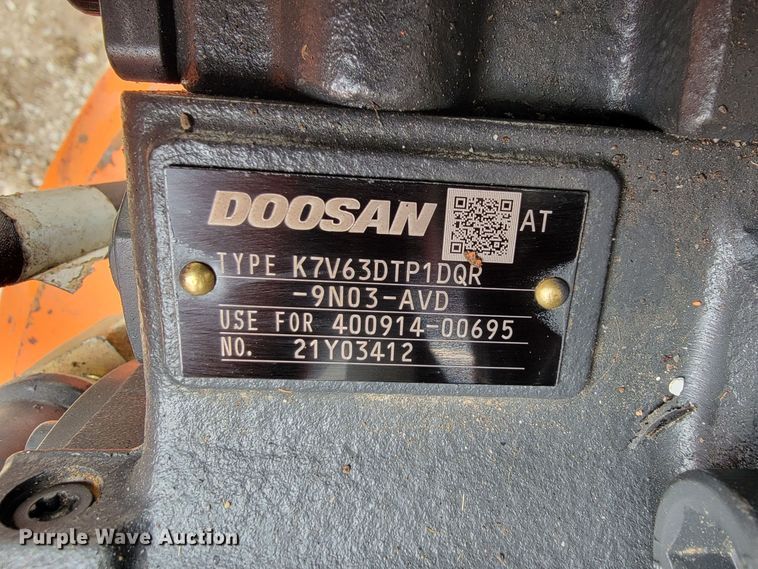 DOOSAN AT
TYPE K7V63DTP1DQR
-9N03-AVD
USE FOR 400914-00695
NO. 21Y03412
Purple Wave Auction